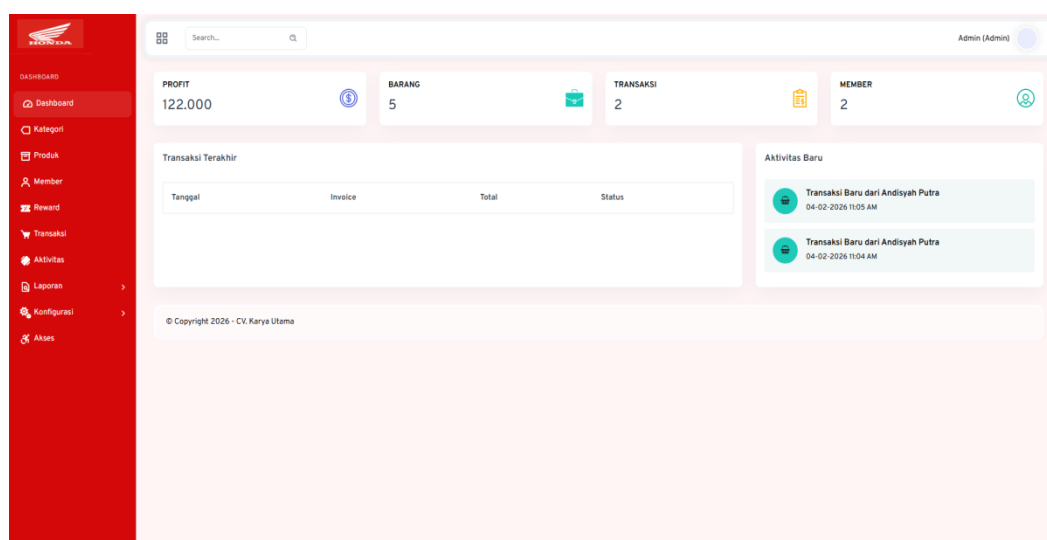 HONDA
DASHBOARD
Dashboard
Kategori
Produk
Member
Reward
Transaksi
Aktivitas
Laporan
Konfigurasi
Akses
Search...
Admin (Admin)
PROFIT
122.000
BARANG
5
TRANSAKSI
2
MEMBER
2
Transaksi Terakhir
Tanggal Invoice Total Status
Aktivitas Baru
Transaksi Baru dari Andisyah Putra
04-02-2026 11:05 AM
Transaksi Baru dari Andisyah Putra
04-02-2026 11:04 AM
© Copyright 2026 - CV. Karya Utama